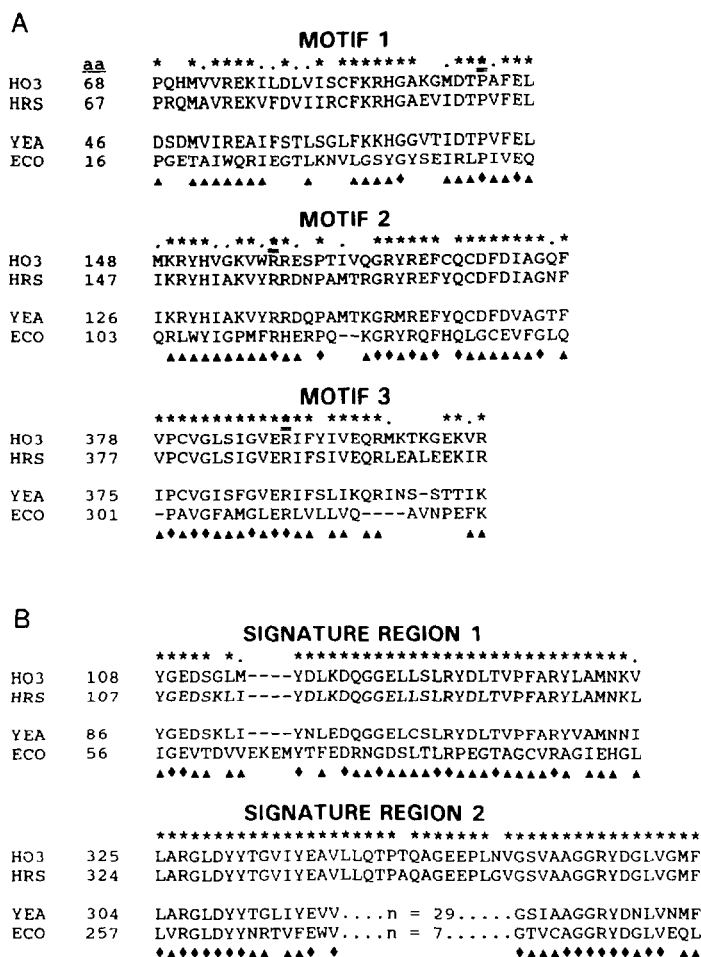 A
MOTIF 1
aa
HO3 68 PQHMVVREKILDLVISCFKRHGAKGMDTPAFEL
HRS 67 PRQMAVREKVFDVIIRCFKRHGAEVIDTPVFEL
YEA 46 DSDMVIREAIFSTLSGLFKKHGGVTIDTPVFEL
ECO 16 PGETAIWQRIEGTLKNVLGSYGYSEIRLPIVEQ
MOTIF 2
HO3 148 MKRYHVGKVWRRESPTIVQGRYREFCQCDFDIAGQF
HRS 147 IKRYHIAKVYRRDNPAMTRGRYREFYQCDFDIAGNF
YEA 126 IKRYHIAKVYRRDQPAMTKGRMREFYQCDFDVAGTF
ECO 103 QRLWYIGPMFRHERPQ--KGRYRQFHQLGCEVFGLQ
MOTIF 3
HO3 378 VPCVGLSIGVERIFYIVEQRMKTKGEKVR
HRS 377 VPCVGLSIGVERIFSIVEQRLEALEEKIR
YEA 375 IPCVGISFGVERIFSLIKQRINS-STTIK
ECO 301 -PAVGFAMGLERLVLLVQ----AVNPEFK
B
SIGNATURE REGION 1
HO3 108 YGEDSGLM----YDLKDQGGELLSLRYDLTVPFARYLAMNKV
HRS 107 YGEDSKLI----YDLKDQGGELLSLRYDLTVPFARYLAMNKL
YEA 86 YGEDSKLI----YNLEDQGGELCSLRYDLTVPFARYVAMNNI
ECO 56 IGEVTDVVEKEMYTFEDRNGDSLTLRPEGTAGCVRAGIEHGL
SIGNATURE REGION 2
HO3 325 LARGLDYYTGVIYEAVLLQTPTQAGEEPLNVGSVAAGGRYDGLVGMF
HRS 324 LARGLDYYTGVIYEAVLLQTPAQAGEEPLGVGSVAAGGRYDGLVGMF
YEA 304 LARGLDYYTGLIYEVV....n = 29.....GSIAAGGRYDNLVNMF
ECO 257 LVRGLDYYNRTVFEWV....n = 7......GTVCAGGRYDGLVEQL